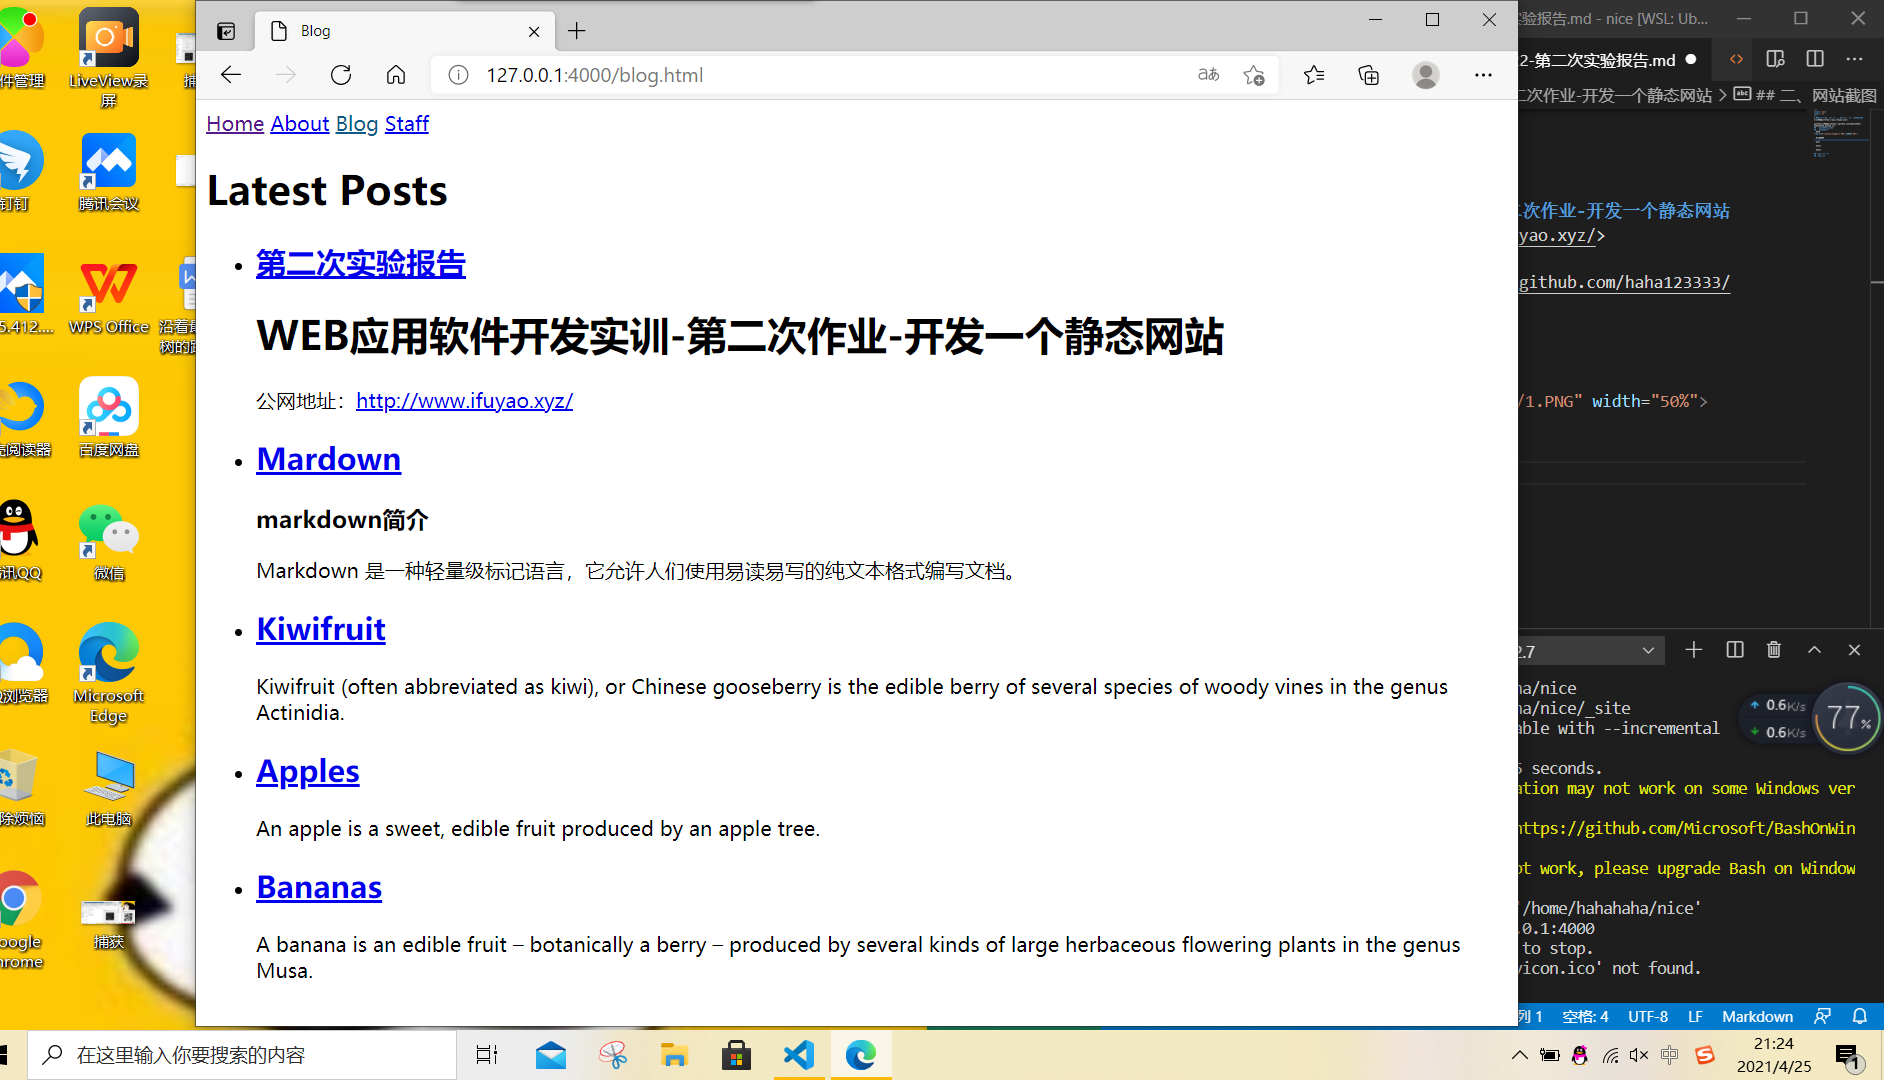 Blog
127.0.0.1:4000/blog.html
aあ
Home About Blog Staff
Latest Posts
第二次实验报告
WEB应用软件开发实训-第二次作业-开发一个静态网站
公网地址：http://www.ifuyao.xyz/
Mardown
markdown简介
Markdown 是一种轻量级标记语言，它允许人们使用易读易写的纯文本格式编写文档。
Kiwifruit
Kiwifruit (often abbreviated as kiwi), or Chinese gooseberry is the edible berry of several species of woody vines in the genus
Actinidia.
Apples
An apple is a sweet, edible fruit produced by an apple tree.
Bananas
A banana is an edible fruit – botanically a berry – produced by several kinds of large herbaceous flowering plants in the genus
Musa.
件管理
LiveView录
屏
钉钉
腾讯会议
5.412....
WPS Office
沿着
树的
阅读器
百度网盘
讯QQ
微信
浏览器
Microsoft
Edge
除烦恼
此电脑
oogle
hrome
捕获
实验报告.md - nice [WSL: Ub...
2-第二次实验报告.md
二次作业-开发一个静态网站 > ## 二、网站截图
二次作业-开发一个静态网站
yao.xyz/>
github.com/haha123333/
/1.PNG" width="50%">
2.7
na/nice
na/nice/_site
able with --incremental
5 seconds.
ation may not work on some Windows ver
https://github.com/Microsoft/BashOnWin
ot work, please upgrade Bash on Window
'/home/hahahaha/nice'
.0.1:4000
to stop.
vicon.ico' not found.
0.6K/s
0.6K/s
77%
列 1 空格: 4 UTF-8 LF Markdown
在这里输入你要搜索的内容
中
21:24
2021/4/25
1